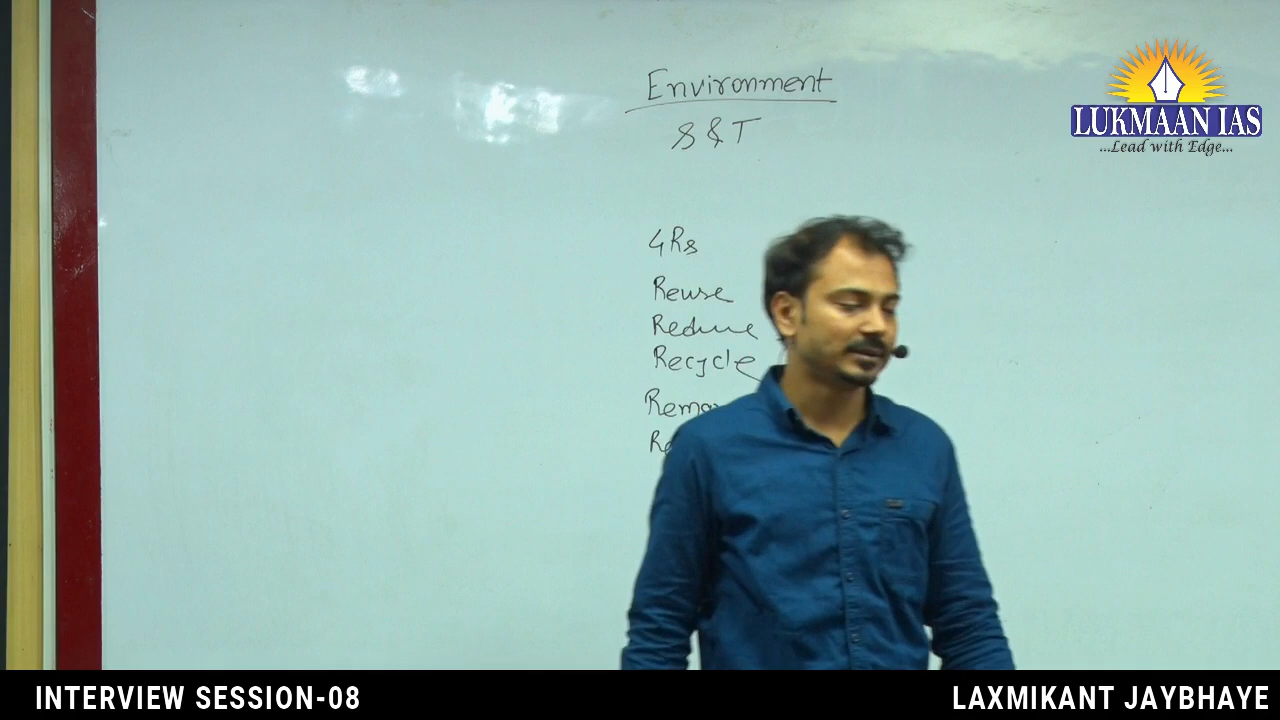 Environment
S & T
4Rs
Reuse
Reduce
Recycle
LUKMAAN IAS
...Lead with Edge...
INTERVIEW SESSION-08
LAXMIKANT JAYBHAYE